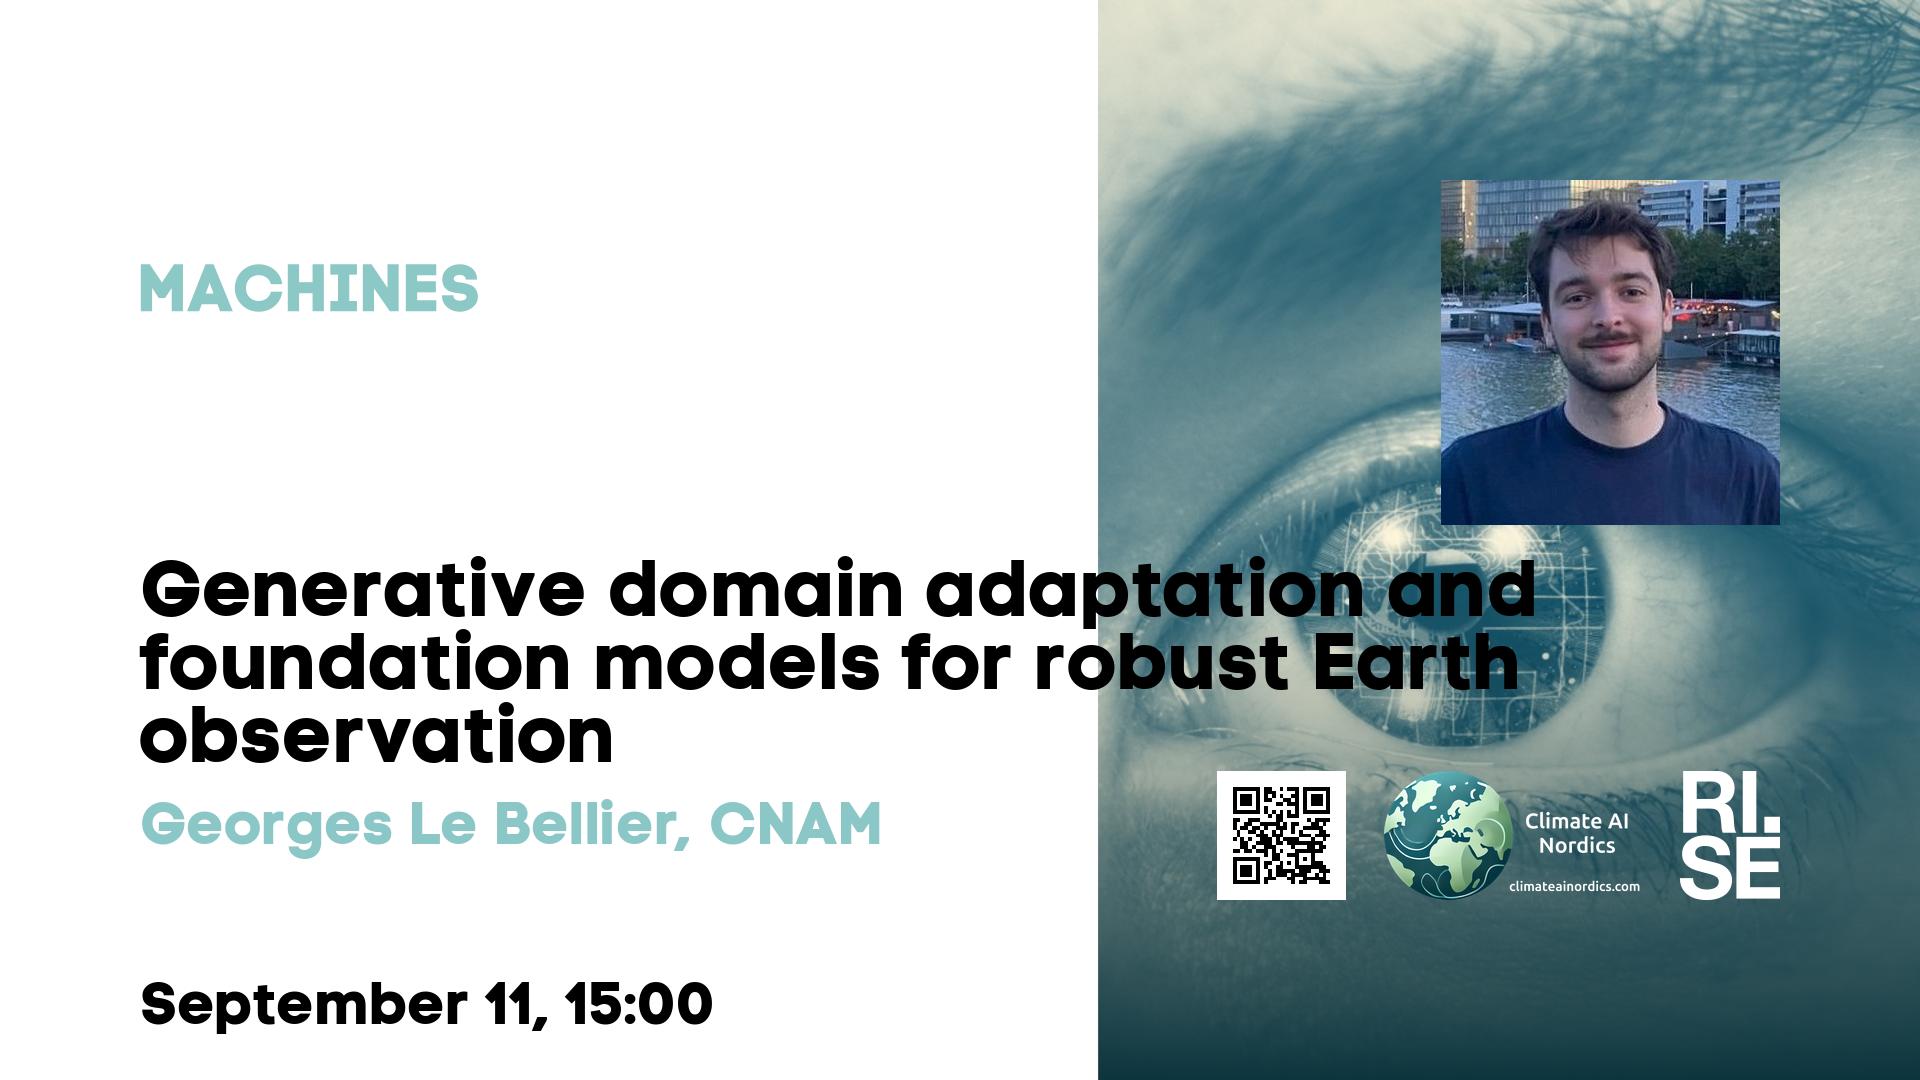 MACHINES
Generative domain adaptation and
foundation models for robust Earth
observation
Georges Le Bellier, CNAM
September 11, 15:00
Climate AI
Nordics
climateainordics.com
RI.
SE